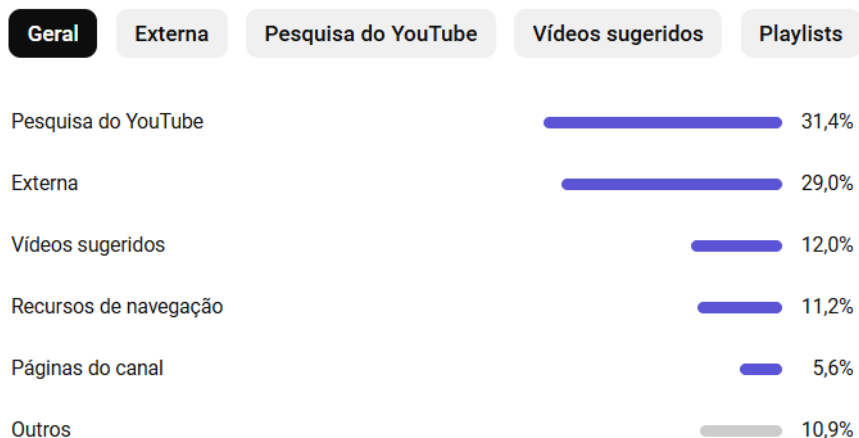 Geral Externa Pesquisa do YouTube Vídeos sugeridos Playlists
Pesquisa do YouTube 31,4%
Externa 29,0%
Vídeos sugeridos 12,0%
Recursos de navegação 11,2%
Páginas do canal 5,6%
Outros 10,9%